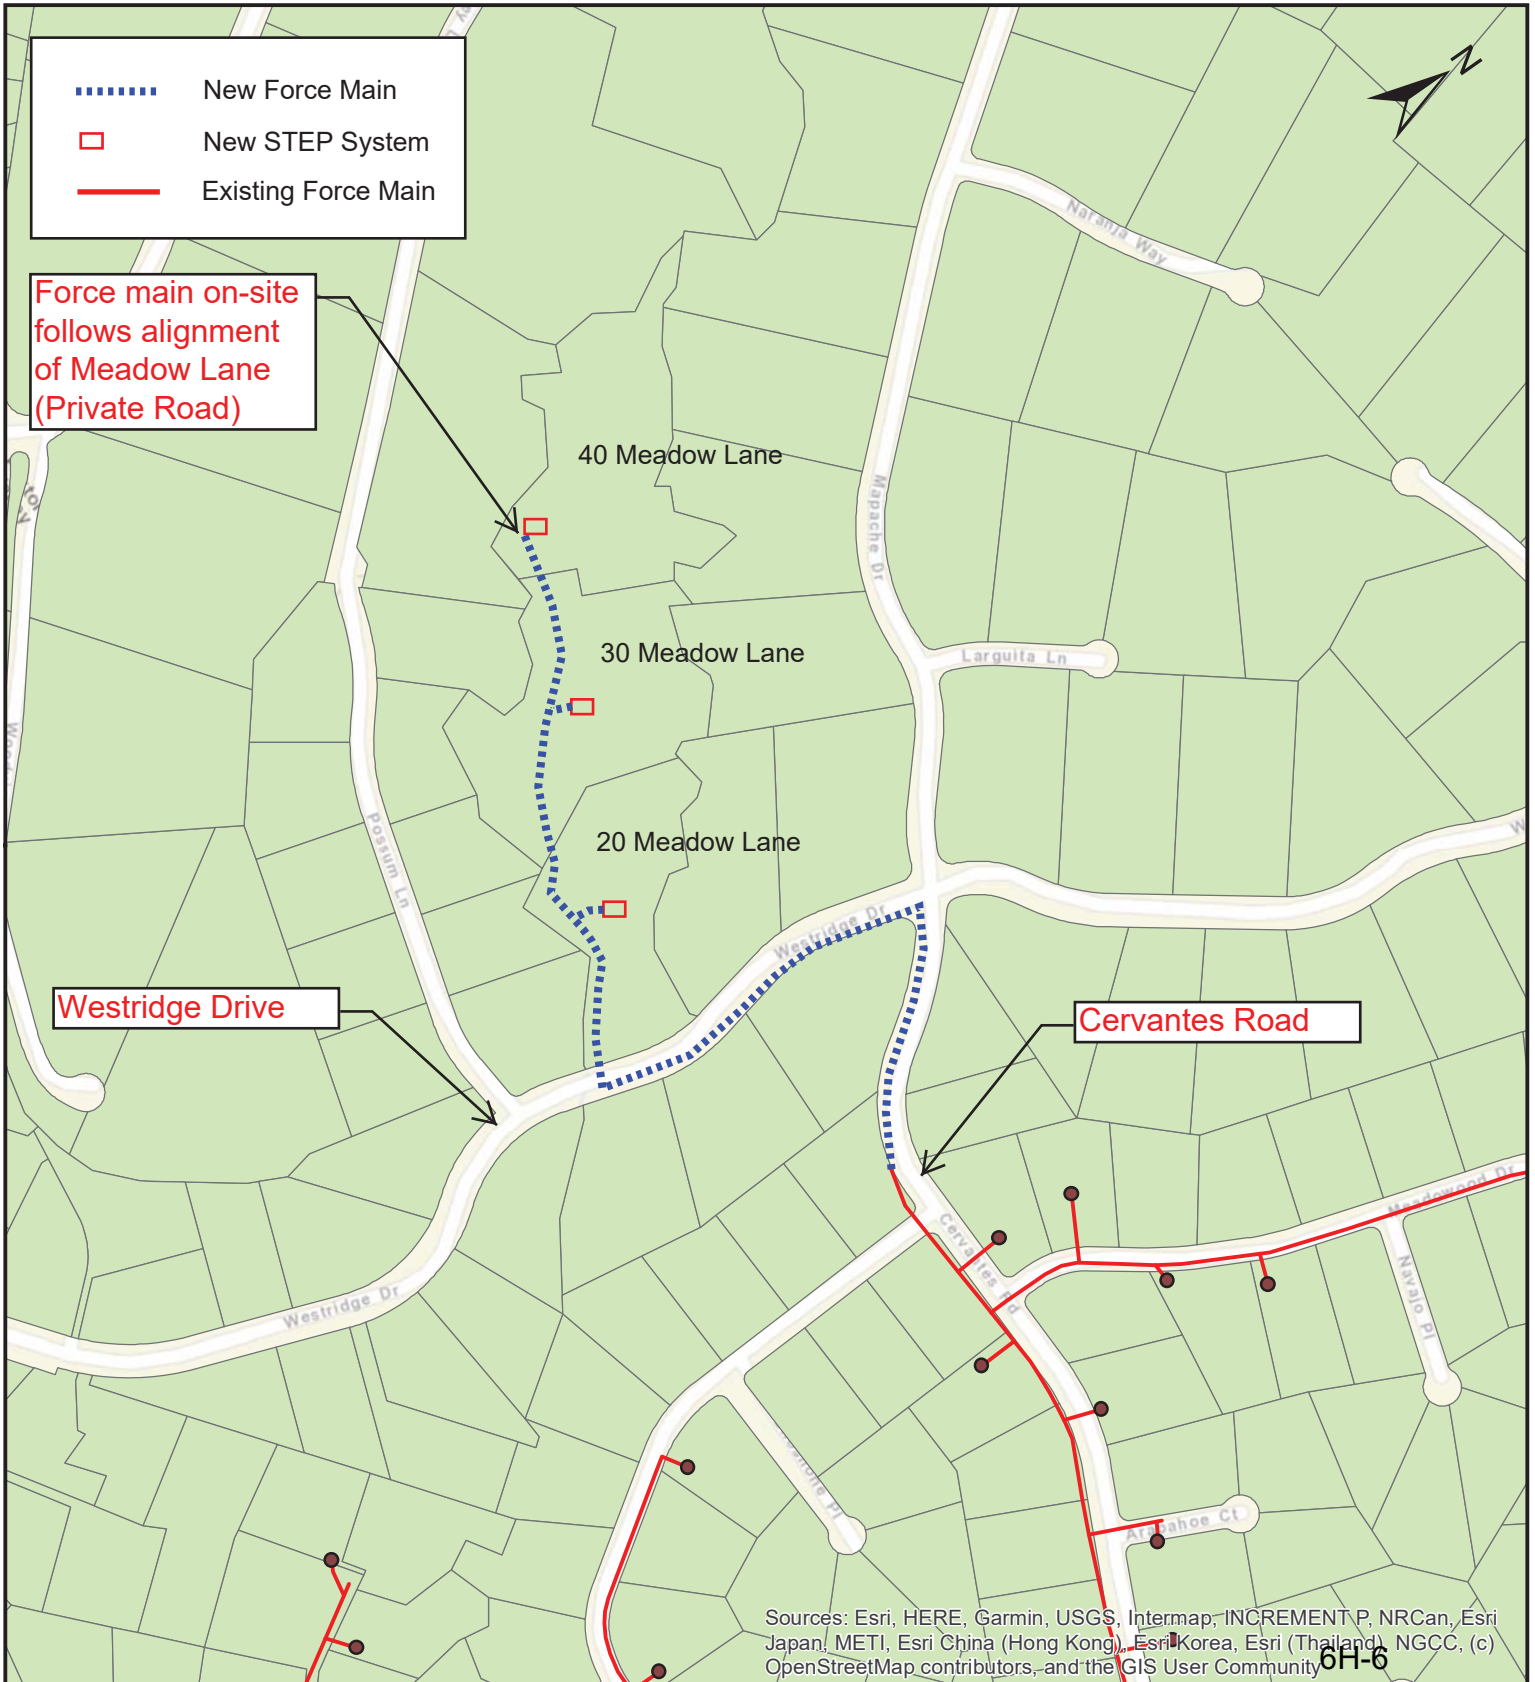 New Force Main
New STEP System
Existing Force Main
N
Naranja Way
Force main on-site
follows alignment
of Meadow Lane
(Private Road)
40 Meadow Lane
Mapache Dr
30 Meadow Lane
Larguita Ln
Possum Ln
20 Meadow Lane
Westridge Dr
Westridge Drive
Cervantes Road
Meadowood Dr
Cervantes Rd
Navajo Pl
Westridge Dr
Arapahoe Ct
Sources: Esri, HERE, Garmin, USGS, Intermap, INCREMENT P, NRCan, Esri
Japan, METI, Esri China (Hong Kong), Esri Korea, Esri (Thailand), NGCC, (c)
OpenStreetMap contributors, and the GIS User Community
6H-6